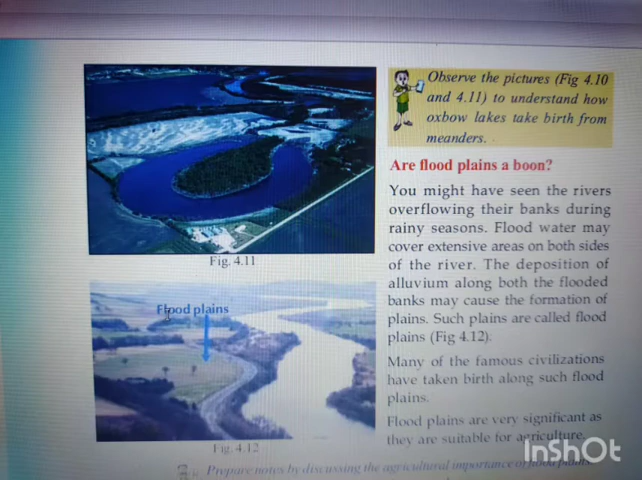 Observe the pictures (Fig 4.10
and 4.11) to understand how
oxbow lakes take birth from
meanders.
Fig. 4.11
Are flood plains a boon?
You might have seen the rivers
overflowing their banks during
rainy seasons. Flood water may
cover extensive areas on both sides
of the river. The deposition of
alluvium along both the flooded
banks may cause the formation of
plains. Such plains are called flood
plains (Fig 4.12).
Many of the famous civilizations
have taken birth along such flood
plains.
Flood plains are very significant as
they are suitable for agriculture.
Flood plains
Fig. 4.12
Prepare notes by discussing the agricultural importance of flood plains.
InShOt